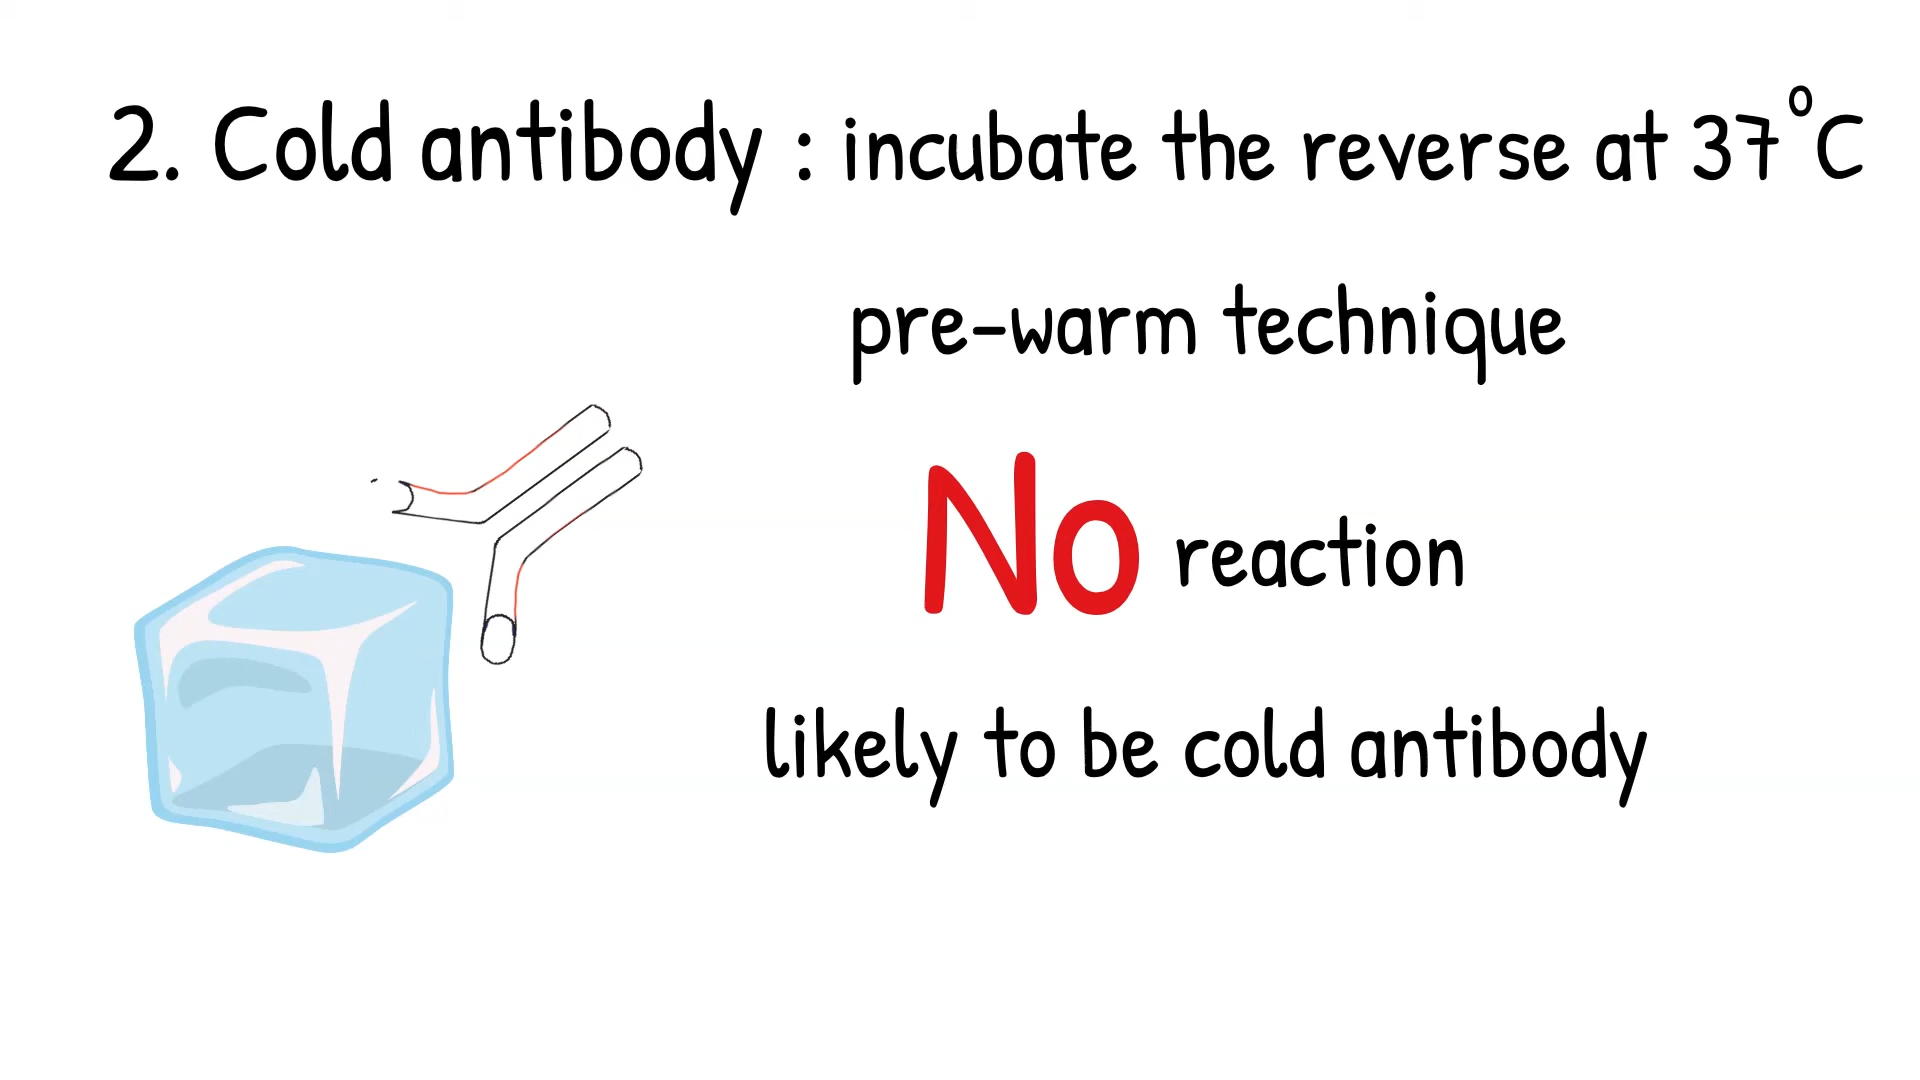 2. Cold antibody : incubate the reverse at 37°C
pre-warm technique
No reaction
likely to be cold antibody